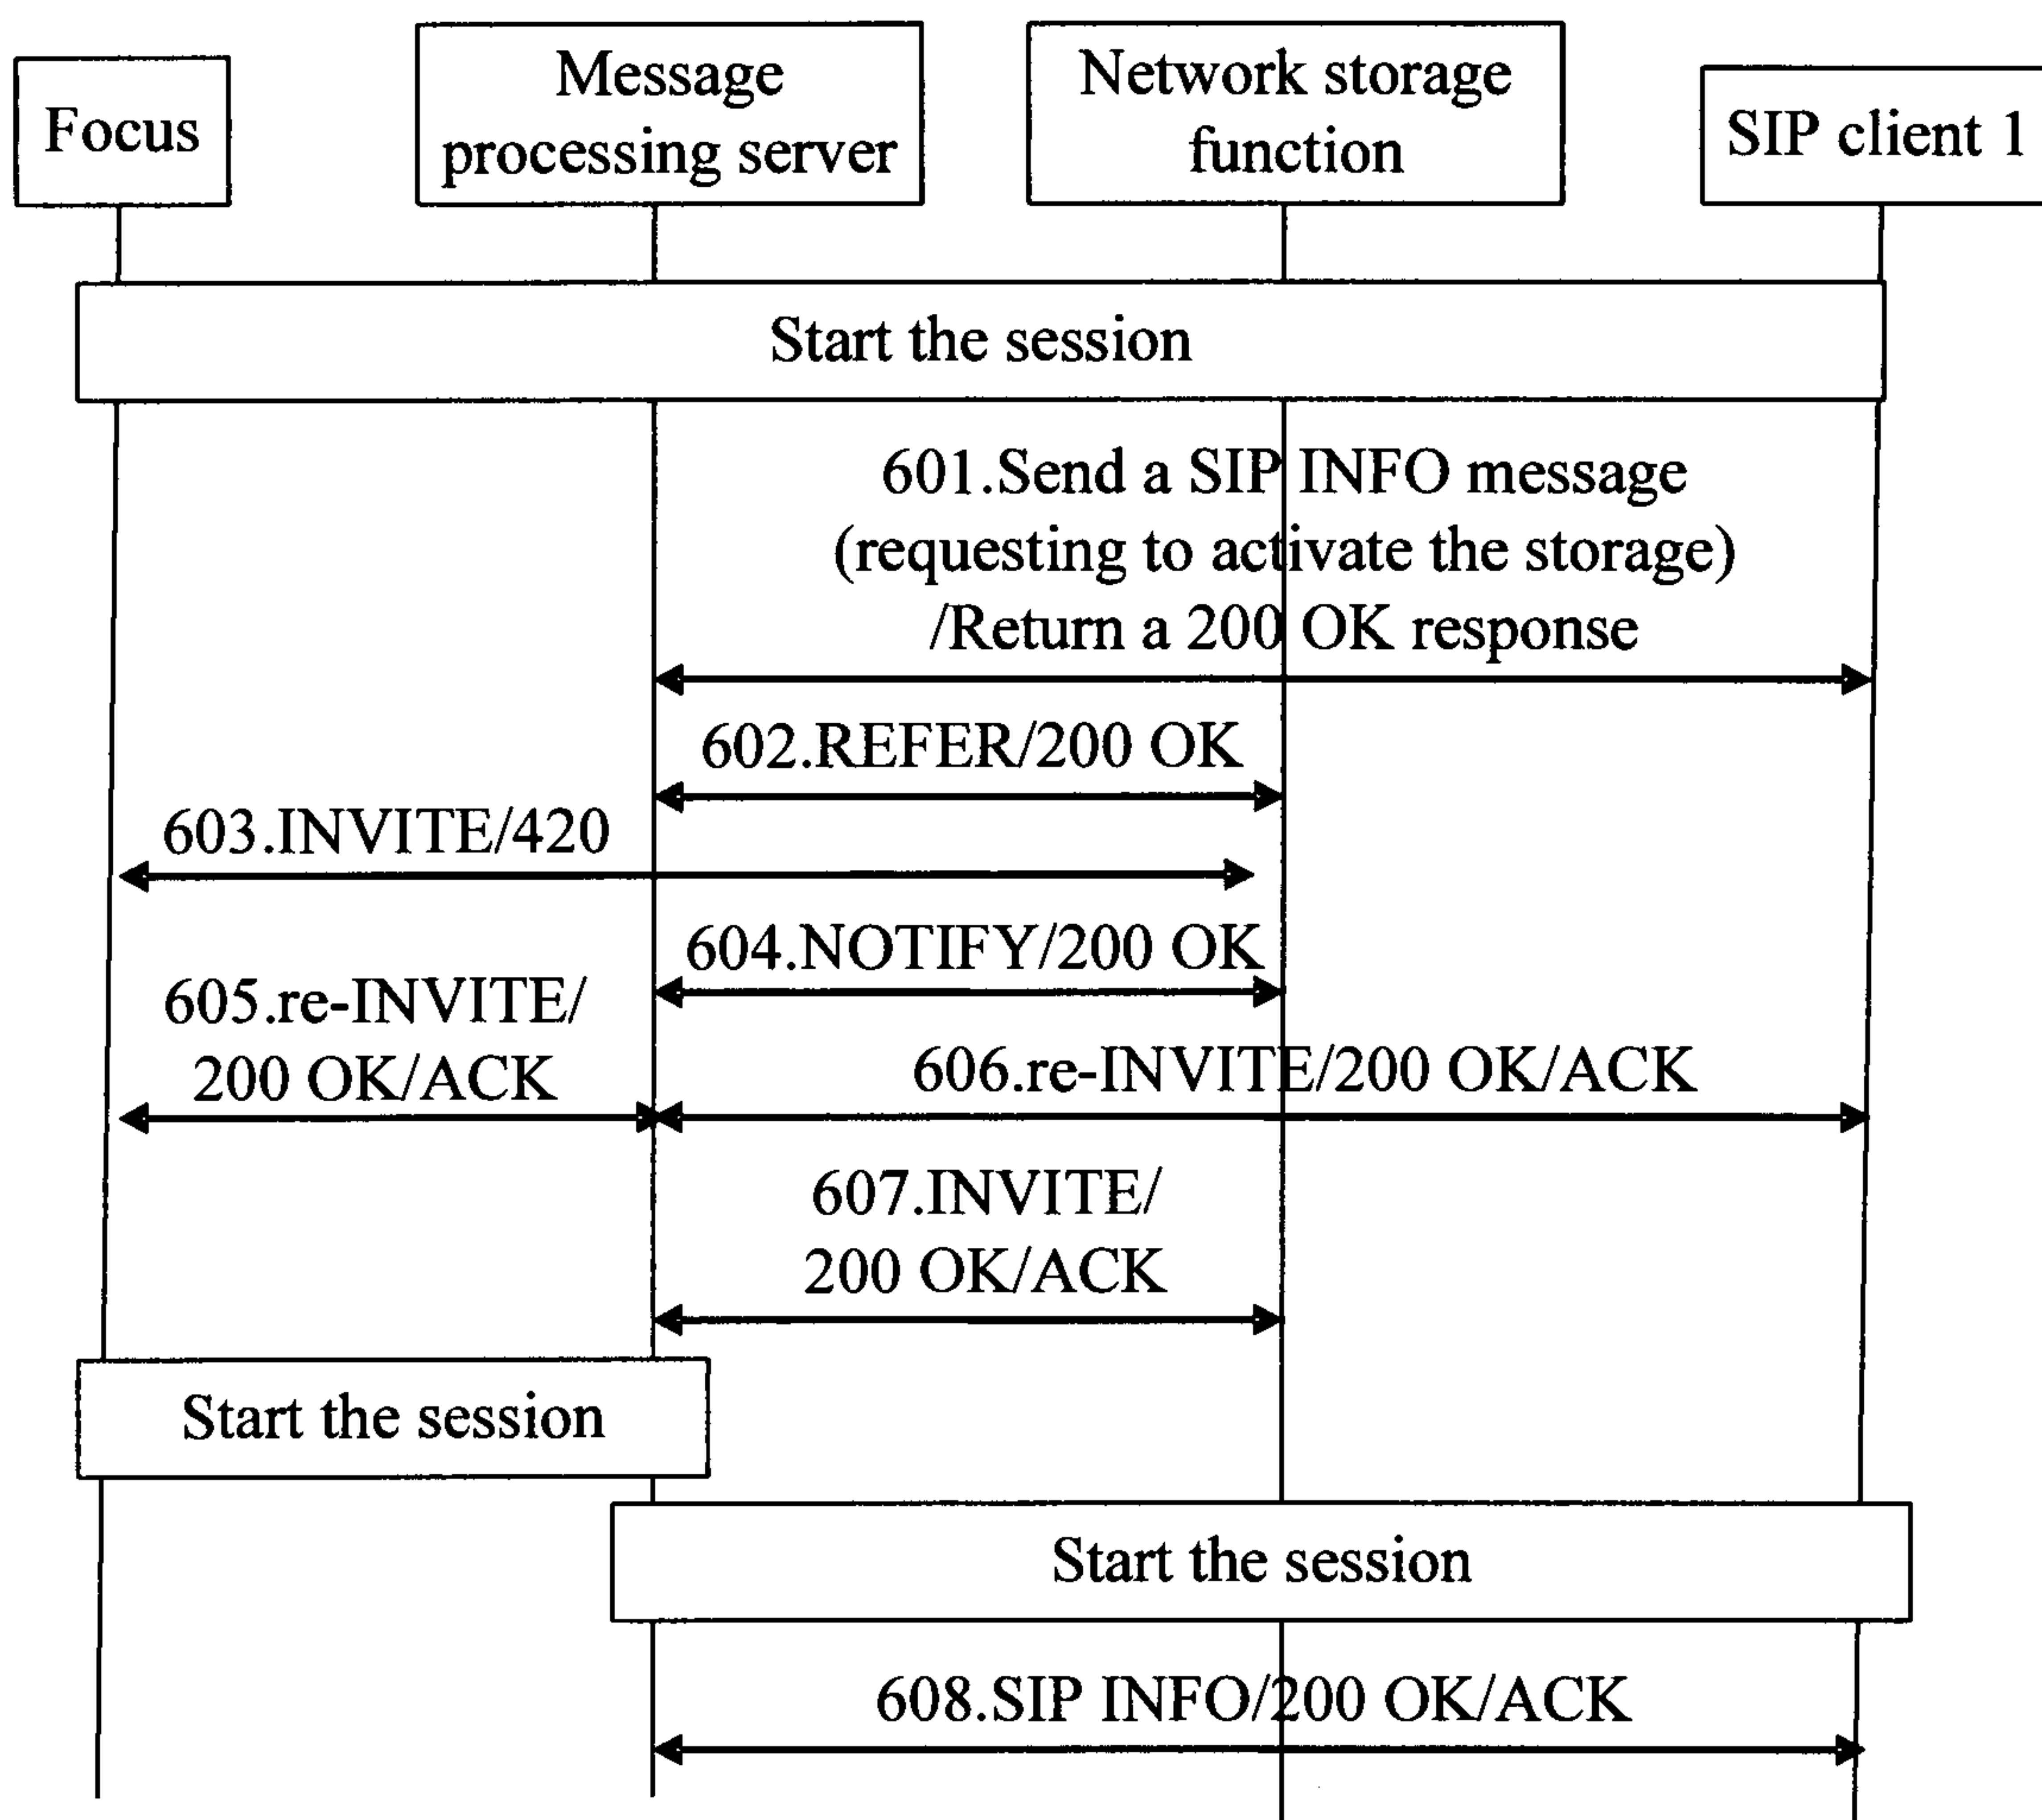 Focus
Message
processing server
Network storage
function
SIP client 1
Start the session
601.Send a SIP INFO message
(requesting to activate the storage)
/Return a 200 OK response
602.REFER/200 OK
603.INVITE/420
604.NOTIFY/200 OK
605.re-INVITE/
200 OK/ACK
606.re-INVITE/200 OK/ACK
607.INVITE/
200 OK/ACK
Start the session
Start the session
608.SIP INFO/200 OK/ACK